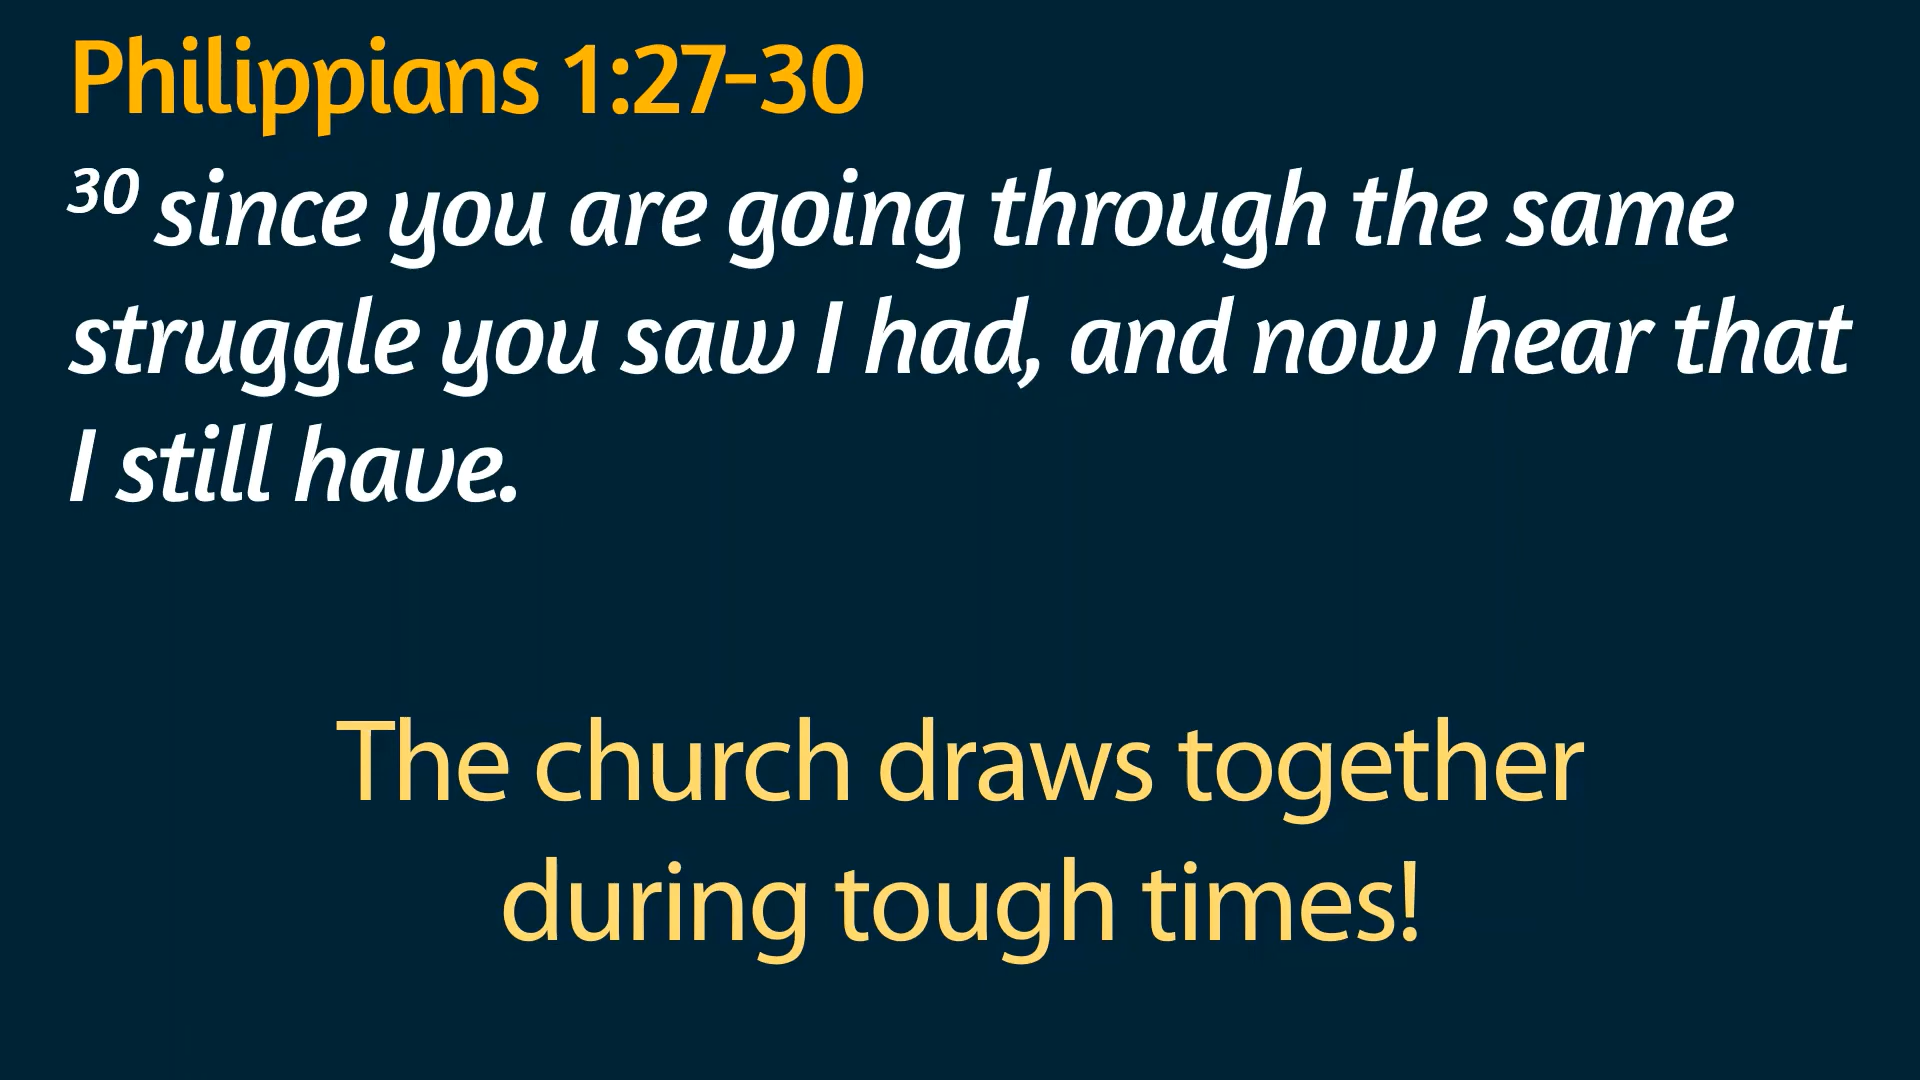 Philippians 1:27-30
30 since you are going through the same
struggle you saw I had, and now hear that
I still have.
The church draws together
during tough times!